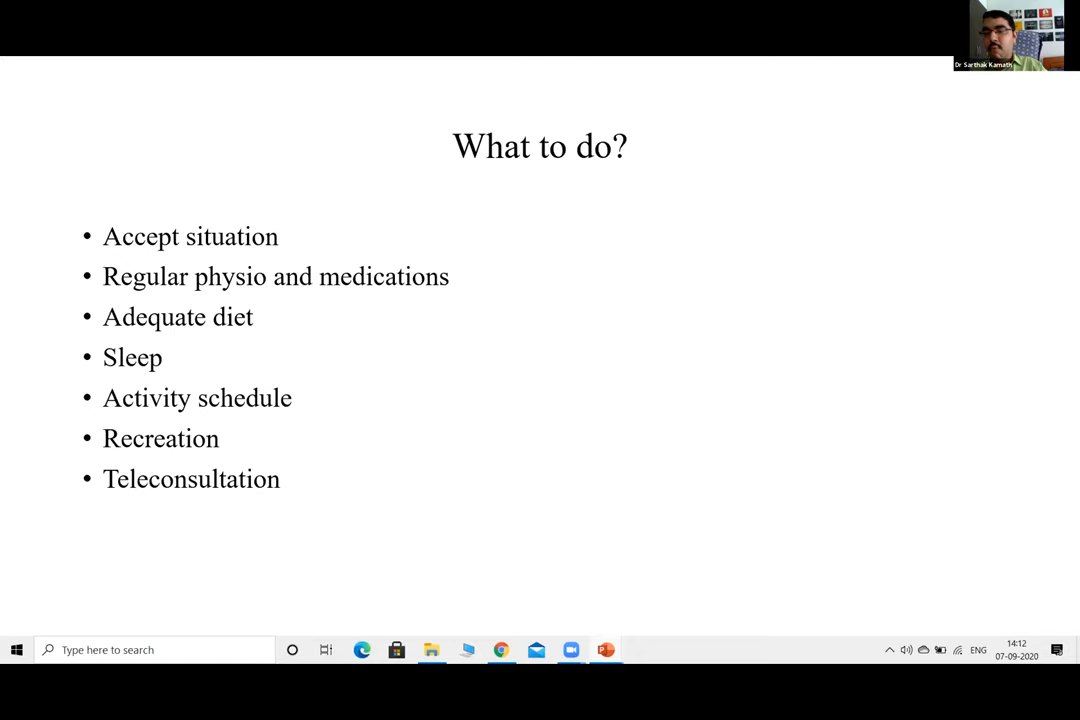 Dr Sarthak Kamath
What to do?
• Accept situation
• Regular physio and medications
• Adequate diet
• Sleep
• Activity schedule
• Recreation
• Teleconsultation
Type here to search
ENG
14:12
07-09-2020